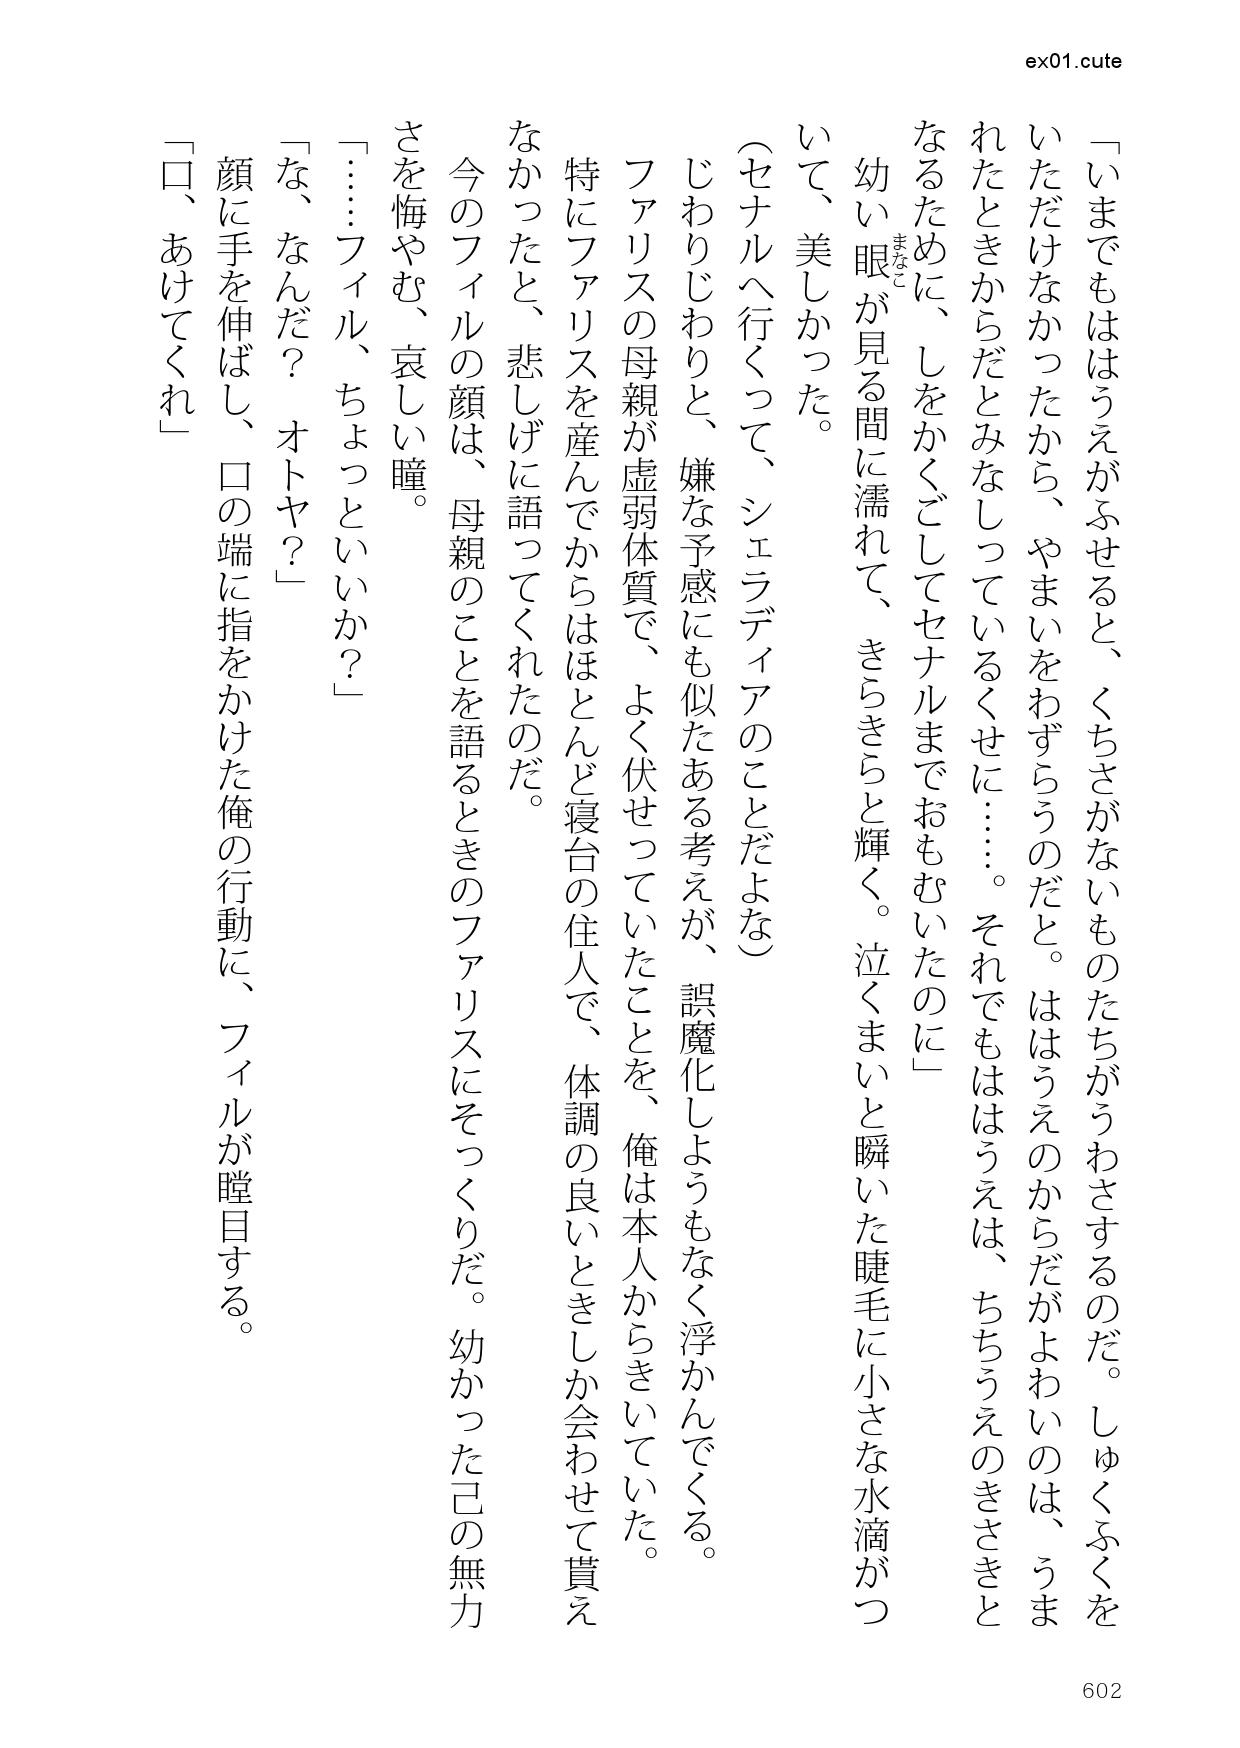 ex01.cute
「いまでもははうえがふせると、くちさがないものたちがうわさするのだ。しゅくふくを
いただけなかったから、やまいをわずらうのだと。ははうえのからだがよわいのは、うま
れたときからだとみなしっているくせに……。それでもははうえは、ちちうえのきさきと
なるために、しをかくごしてセナルまでおもむいたのに」
幼い眼が見る間に濡れて、きらきらと輝く。泣くまいと瞬いた睫毛に小さな水滴がつ
まなこ
いて、美しかった。
（セナルへ行くって、シェラディアのことだよな）
じわりじわりと、嫌な予感にも似たある考えが、誤魔化しようもなく浮かんでくる。
ファリスの母親が虚弱体質で、よく伏せっていたことを、俺は本人からきいていた。
特にファリスを産んでからはほとんど寝台の住人で、体調の良いときしか会わせて貰え
なかったと、悲しげに語ってくれたのだ。
今のフィルの顔は、母親のことを語るときのファリスにそっくりだ。幼かった己の無力
さを悔やむ、哀しい瞳。
「……フィル、ちょっといいか？」
「な、なんだ？　オトヤ？」
顔に手を伸ばし、口の端に指をかけた俺の行動に、フィルが瞠目する。
「口、あけてくれ」
602